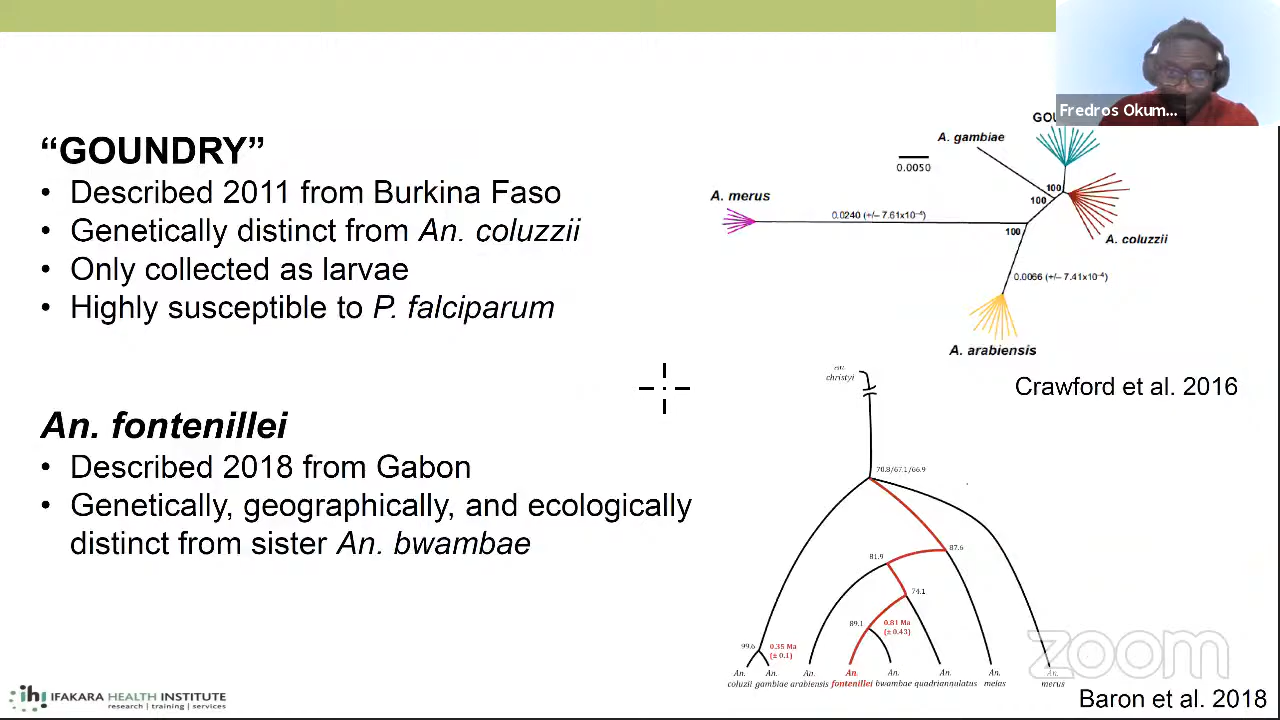 Fredros Okum...
“GOUNDRY”
• Described 2011 from Burkina Faso
• Genetically distinct from An. coluzzii
• Only collected as larvae
• Highly susceptible to P. falciparum
An. fontenillei
• Described 2018 from Gabon
• Genetically, geographically, and ecologically
distinct from sister An. bwambae
GOU
A. gambiae
0.0050
A. merus
100
100
0.0240 (+/– 7.61x10⁻⁴)
100
A. coluzzii
0.0066 (+/– 7.41x10⁻⁴)
A. arabiensis
Crawford et al. 2016
an.
christyi
70.8/67.1/66.9
87.6
81.9
74.1
89.1
0.81 Ma
(± 0.43)
99.6
0.35 Ma
(± 0.1)
An. An. An. An. An. An. An. An.
coluzii gambiae arabiensis fontenillei bwambae quadriannulatus melas merus
zoom
Baron et al. 2018
ihi IFAKARA HEALTH INSTITUTE
research | training | services